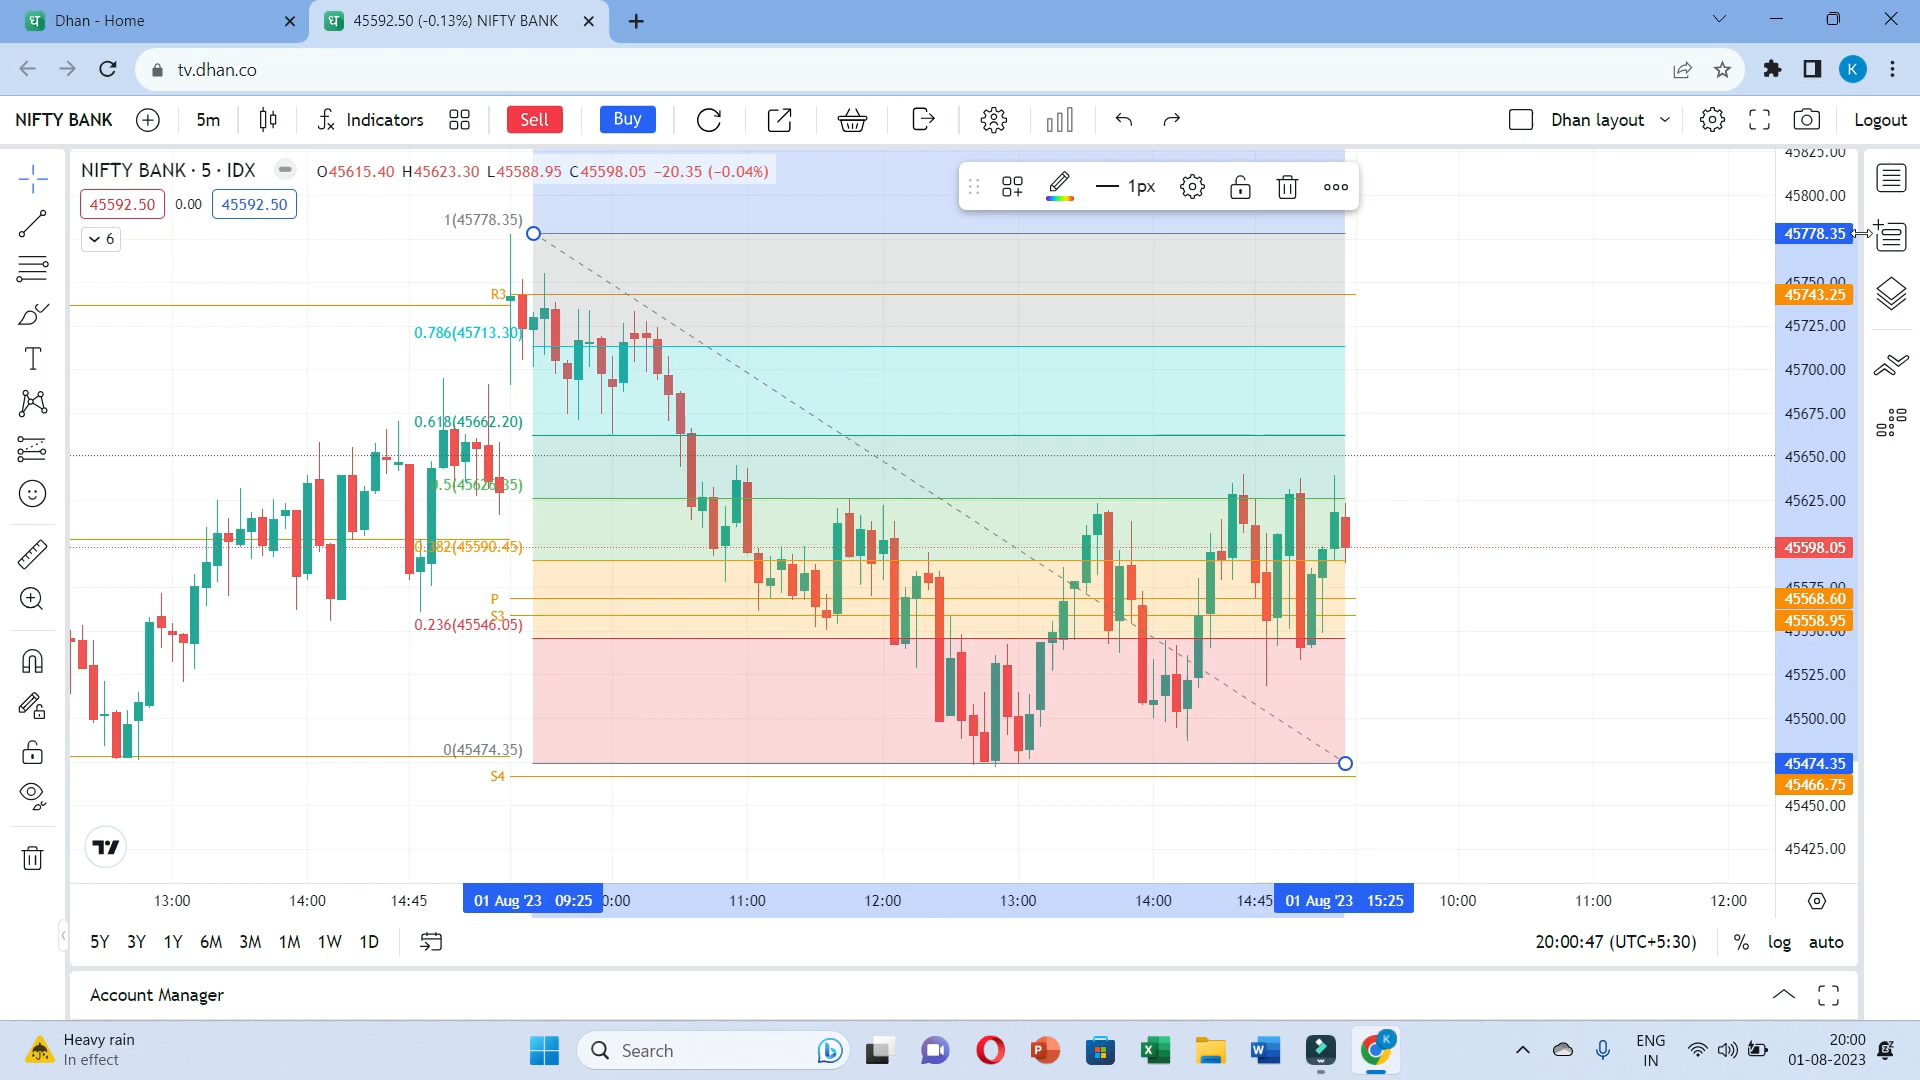 Dhan - Home
45592.50 (-0.13%) NIFTY BANK
tv.dhan.co
K
NIFTY BANK
5m
Indicators
Sell
Buy
Dhan layout
Logout
NIFTY BANK · 5 · IDX
O45615.40 H45623.30 L45588.95 C45598.05 −20.35 (−0.04%)
1px
45592.50
0.00
45592.50
6
1(45778.35)
R3
0.786(45713.30)
0.618(45662.20)
0.382(45590.45)
P
S3
0.236(45546.05)
0(45474.35)
S4
45825.00
45800.00
45778.35
45750.00
45743.25
45725.00
45700.00
45675.00
45650.00
45625.00
45598.05
45575.00
45568.60
45558.95
45550.00
45525.00
45500.00
45474.35
45466.75
45450.00
45425.00
13:00
14:00
14:45
01 Aug '23 09:25
0:00
11:00
12:00
13:00
14:00
14:45
01 Aug '23 15:25
10:00
11:00
12:00
5Y 3Y 1Y 6M 3M 1M 1W 1D
20:00:47 (UTC+5:30)
% log auto
Account Manager
Heavy rain
In effect
Search
ENG
IN
20:00
01-08-2023